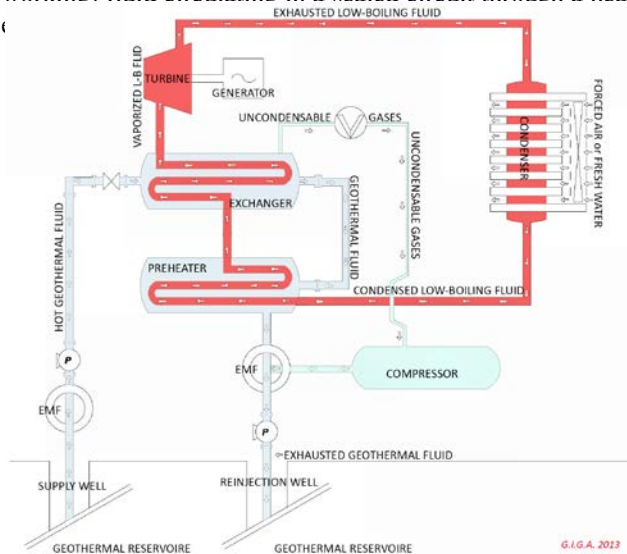 EXHAUSTED LOW-BOILING FLUID
TURBINE
GENERATOR
VAPORIZED L-B FLID
UNCONDENSABLE GASES
CONDENSER
FORCED AIR or FRESH WATER
UNCONDENSABLE GASES
EXCHANGER
GEOTHERMAL FLUID
HOT GEOTHERMAL FLUID
PREHEATER
CONDENSED LOW-BOILING FLUID
P
EMF
COMPRESSOR
EMF
P
EXHAUSTED GEOTHERMAL FLUID
SUPPLY WELL
REINJECTION WELL
GEOTHERMAL RESERVOIRE
GEOTHERMAL RESERVOIRE
G.I.G.A. 2013